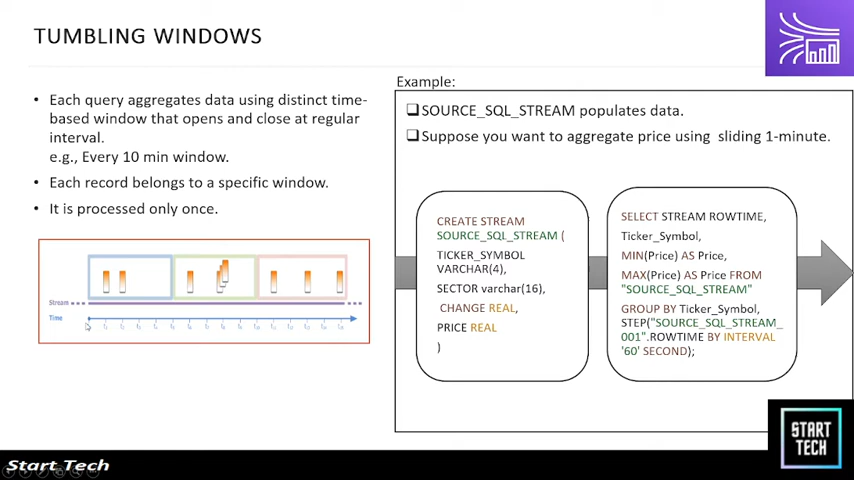 TUMBLING WINDOWS
• Each query aggregates data using distinct time-
based window that opens and close at regular
interval.
e.g., Every 10 min window.
• Each record belongs to a specific window.
• It is processed only once.
Stream
Time
Example:
❑SOURCE_SQL_STREAM populates data.
❑Suppose you want to aggregate price using sliding 1-minute.
CREATE STREAM
SOURCE_SQL_STREAM (
TICKER_SYMBOL
VARCHAR(4),
SECTOR varchar(16),
CHANGE REAL,
PRICE REAL
)
SELECT STREAM ROWTIME,
Ticker_Symbol,
MIN(Price) AS Price,
MAX(Price) AS Price FROM
"SOURCE_SQL_STREAM"
GROUP BY Ticker_Symbol,
STEP("SOURCE_SQL_STREAM_
001".ROWTIME BY INTERVAL
'60' SECOND);
START
TECH
Start Tech